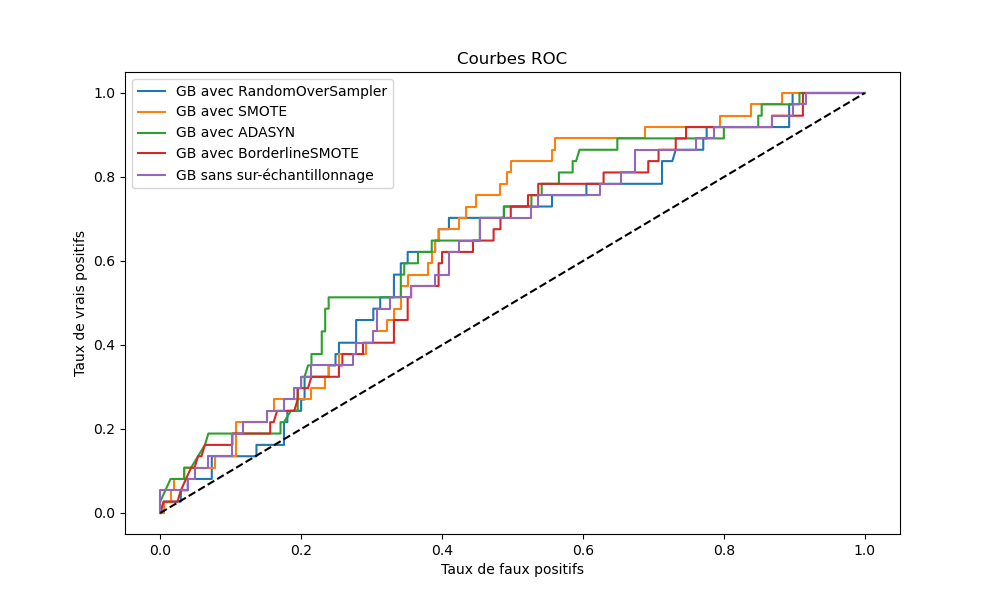 Courbes ROC
GB avec RandomOverSampler
GB avec SMOTE
GB avec ADASYN
GB avec BorderlineSMOTE
GB sans sur-échantillonnage
1.0
0.8
0.6
0.4
0.2
0.0
Taux de vrais positifs
0.0 0.2 0.4 0.6 0.8 1.0
Taux de faux positifs